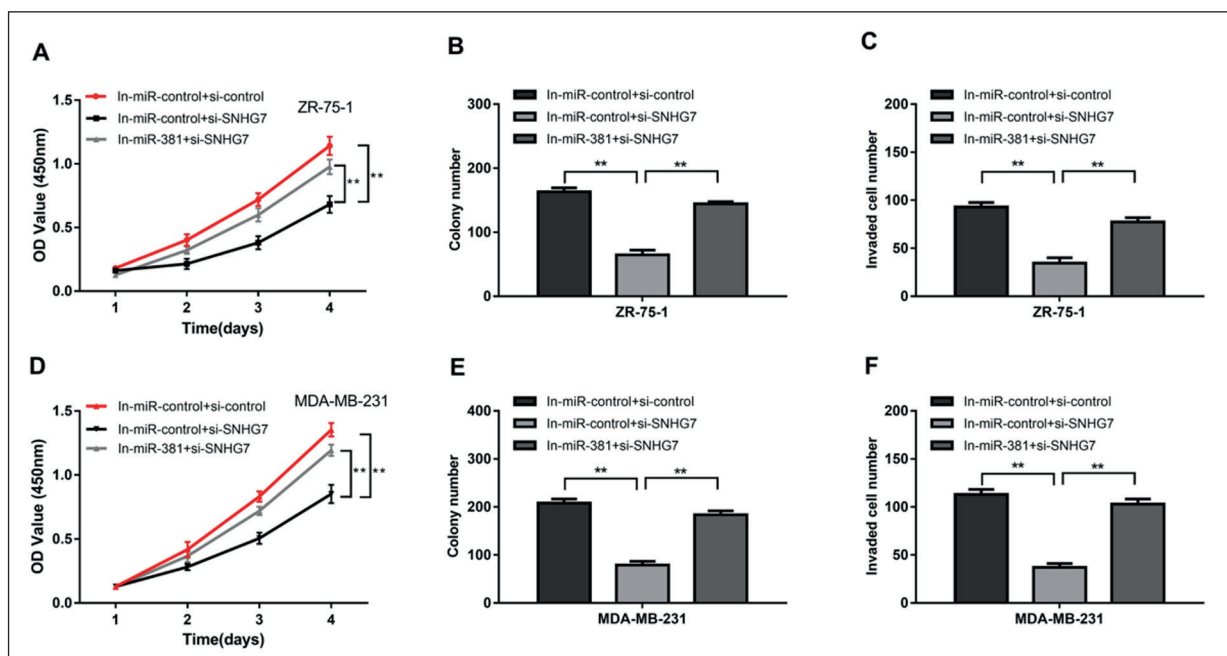 A
In-miR-control+si-control
In-miR-control+si-SNHG7
In-miR-381+si-SNHG7
ZR-75-1
1.5
1.0
0.5
0.0
OD Value (450nm)
**
**
1 2 3 4
Time(days)
B
In-miR-control+si-control
In-miR-control+si-SNHG7
In-miR-381+si-SNHG7
300
200
100
0
Colony number
** **
ZR-75-1
C
In-miR-control+si-control
In-miR-control+si-SNHG7
In-miR-381+si-SNHG7
200
150
100
50
0
Invaded cell number
** **
ZR-75-1
D
In-miR-control+si-control
In-miR-control+si-SNHG7
In-miR-381+si-SNHG7
MDA-MB-231
1.5
1.0
0.5
0.0
OD Value (450nm)
**
**
1 2 3 4
Time(days)
E
In-miR-control+si-control
In-miR-control+si-SNHG7
In-miR-381+si-SNHG7
400
300
200
100
0
Colony number
** **
MDA-MB-231
F
In-miR-control+si-control
In-miR-control+si-SNHG7
In-miR-381+si-SNHG7
200
150
100
50
0
Invaded cell number
** **
MDA-MB-231